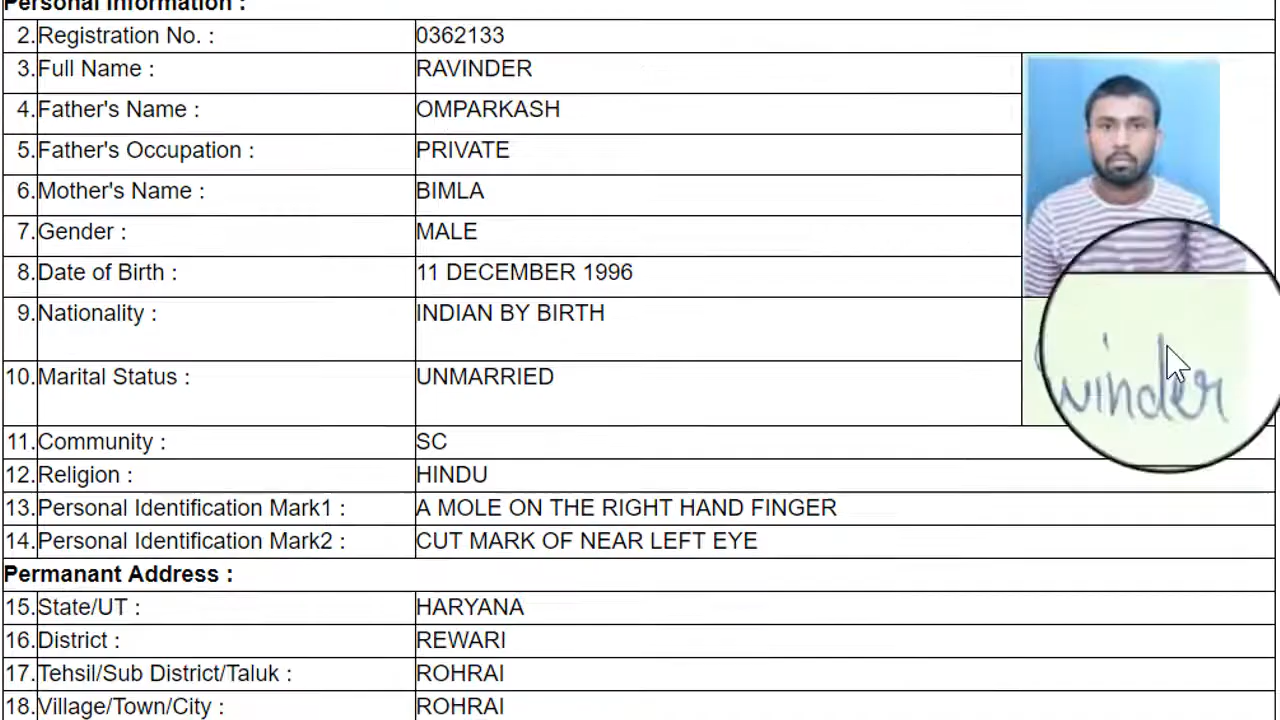 Personal Information :
2. Registration No. : 0362133
3. Full Name : RAVINDER
4. Father's Name : OMPARKASH
5. Father's Occupation : PRIVATE
6. Mother's Name : BIMLA
7. Gender : MALE
8. Date of Birth : 11 DECEMBER 1996
9. Nationality : INDIAN BY BIRTH
10. Marital Status : UNMARRIED
vinder
11. Community : SC
12. Religion : HINDU
13. Personal Identification Mark1 : A MOLE ON THE RIGHT HAND FINGER
14. Personal Identification Mark2 : CUT MARK OF NEAR LEFT EYE
Permanant Address :
15. State/UT : HARYANA
16. District : REWARI
17. Tehsil/Sub District/Taluk : ROHRAI
18. Village/Town/City : ROHRAI